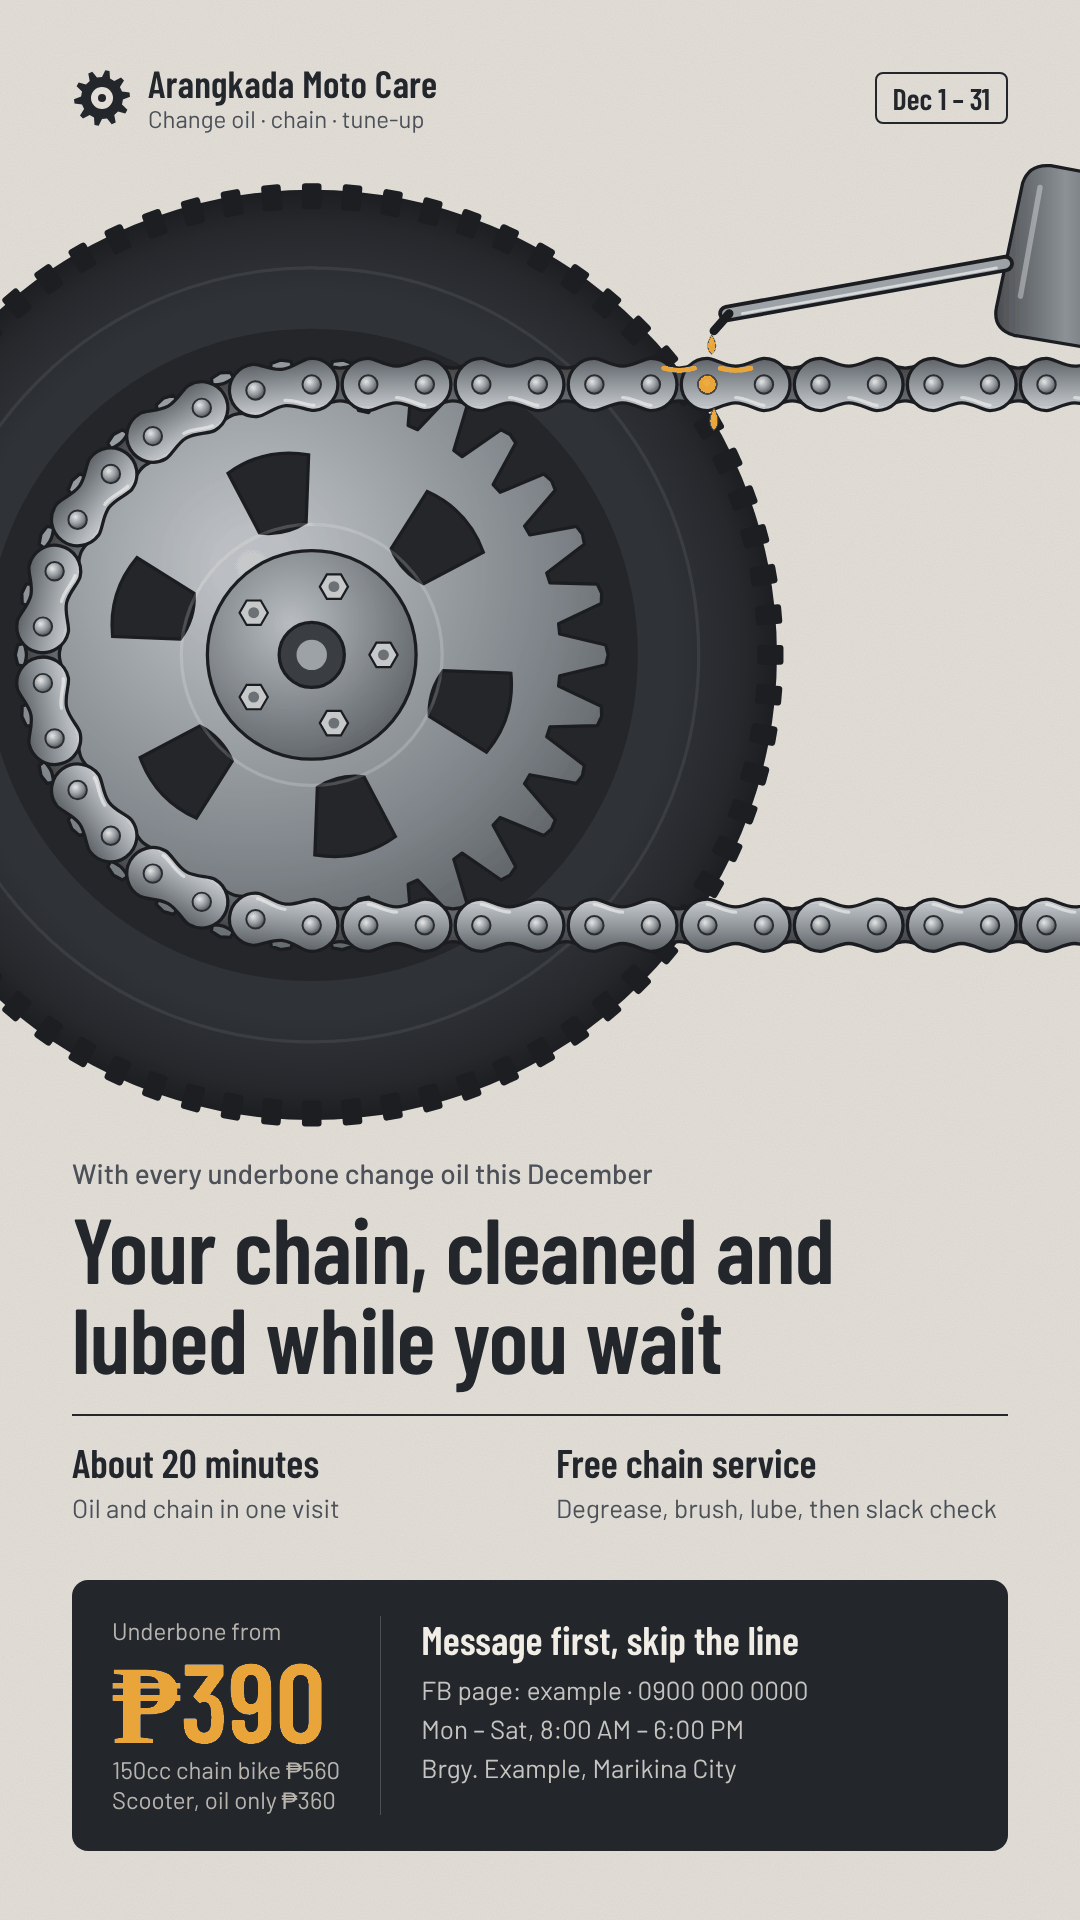 Arangkada Moto Care
Change oil · chain · tune-up
Dec 1 – 31
With every underbone change oil this December
Your chain, cleaned and
lubed while you wait
About 20 minutes
Oil and chain in one visit
Free chain service
Degrease, brush, lube, then slack check
Underbone from
₱390
150cc chain bike ₱560
Scooter, oil only ₱360
Message first, skip the line
FB page: example · 0900 000 0000
Mon – Sat, 8:00 AM – 6:00 PM
Brgy. Example, Marikina City